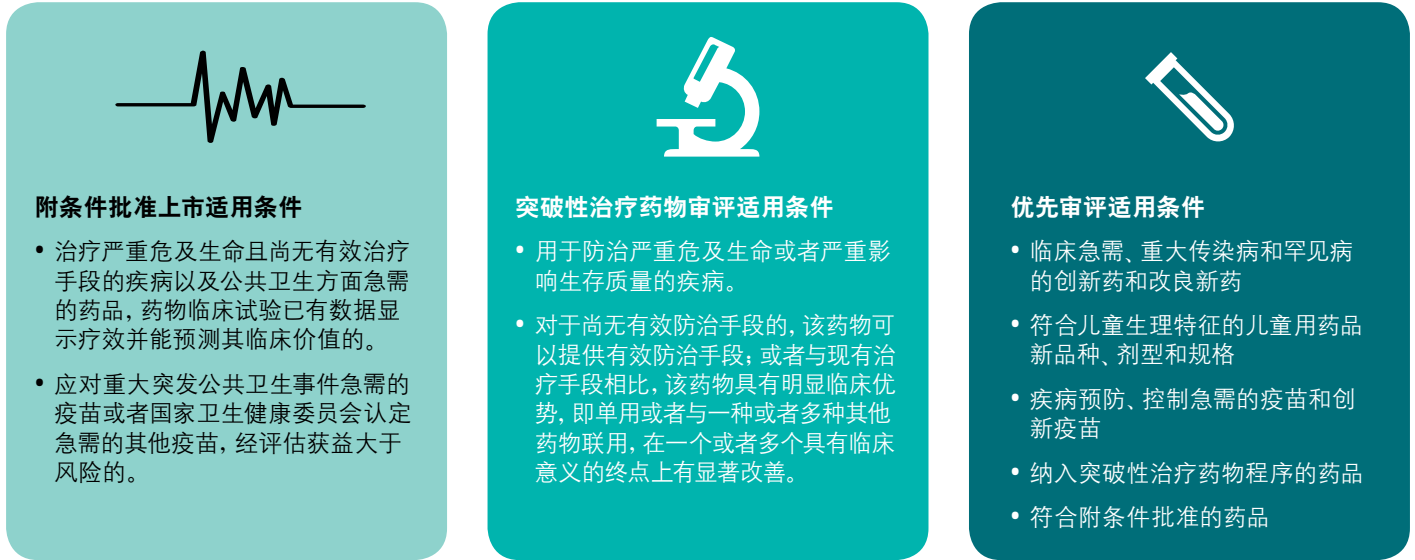 附条件批准上市适用条件
• 治疗严重危及生命且尚无有效治疗
手段的疾病以及公共卫生方面急需
的药品，药物临床试验已有数据显
示疗效并能预测其临床价值的。
• 应对重大突发公共卫生事件急需的
疫苗或者国家卫生健康委员会认定
急需的其他疫苗，经评估获益大于
风险的。
突破性治疗药物审评适用条件
• 用于防治严重危及生命或者严重影
响生存质量的疾病。
• 对于尚无有效防治手段的，该药物可
以提供有效防治手段；或者与现有治
疗手段相比，该药物具有明显临床优
势，即单用或者与一种或者多种其他
药物联用，在一个或者多个具有临床
意义的终点上有显著改善。
优先审评适用条件
• 临床急需、重大传染病和罕见病
的创新药和改良新药
• 符合儿童生理特征的儿童用药品
新品种、剂型和规格
• 疾病预防、控制急需的疫苗和创
新疫苗
• 纳入突破性治疗药物程序的药品
• 符合附条件批准的药品